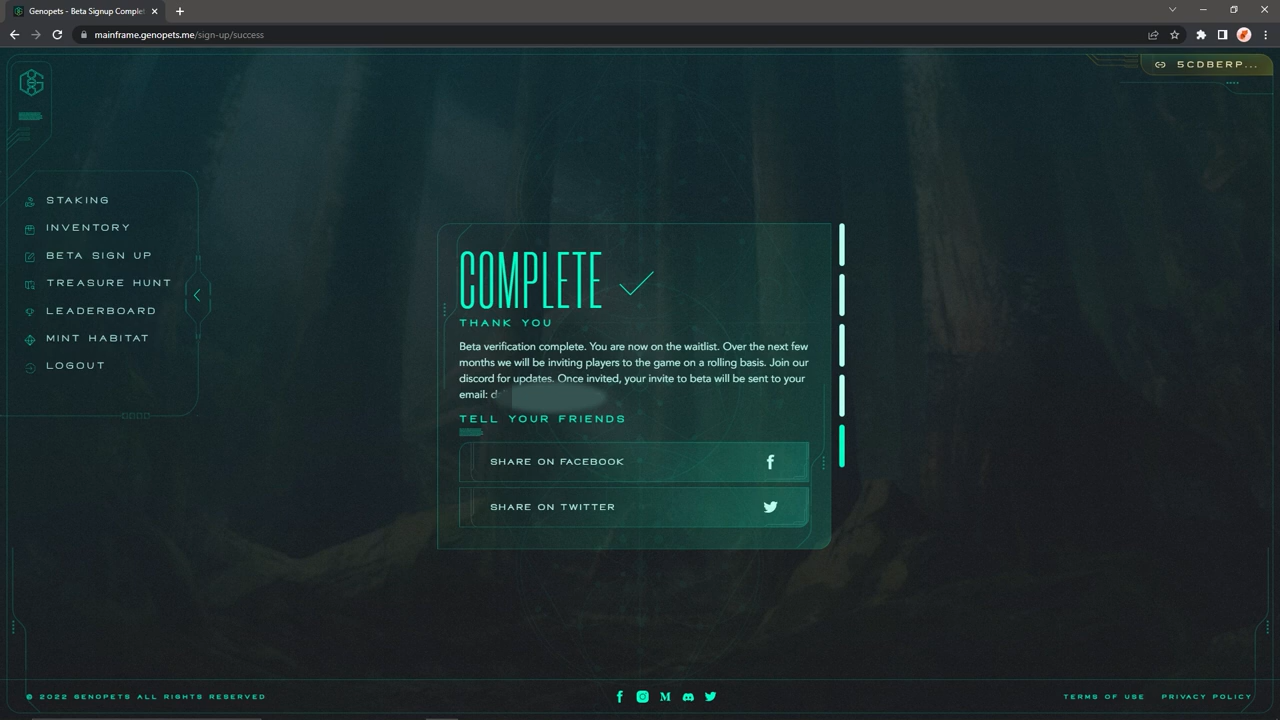 Genopets - Beta Signup Complet
mainframe.genopets.me/sign-up/success
5CDBERP...
STAKING
INVENTORY
BETA SIGN UP
TREASURE HUNT
LEADERBOARD
MINT HABITAT
LOGOUT
COMPLETE
THANK YOU
Beta verification complete. You are now on the waitlist. Over the next few
months we will be inviting players to the game on a rolling basis. Join our
discord for updates. Once invited, your invite to beta will be sent to your
email:
TELL YOUR FRIENDS
SHARE ON FACEBOOK
SHARE ON TWITTER
© 2022 GENOPETS ALL RIGHTS RESERVED
TERMS OF USE PRIVACY POLICY